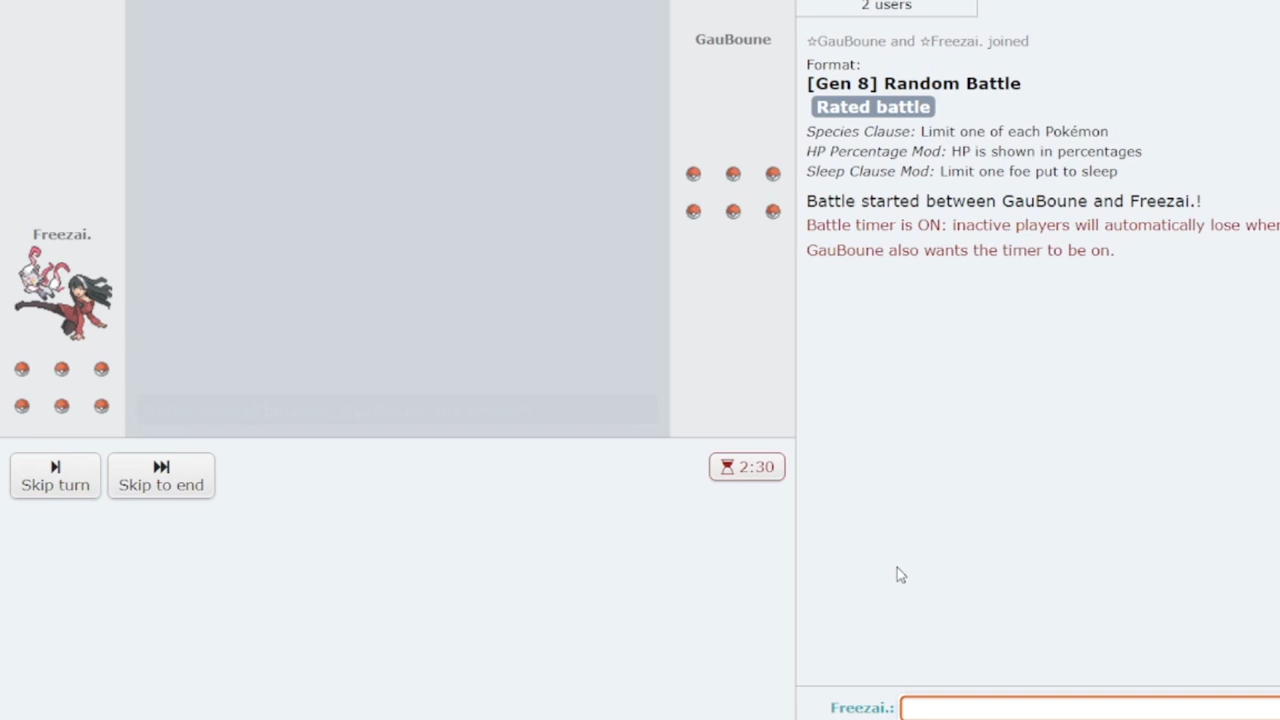 2 users
GauBoune
☆GauBoune and ☆Freezai. joined
Format:
[Gen 8] Random Battle
Rated battle
Species Clause: Limit one of each Pokémon
HP Percentage Mod: HP is shown in percentages
Sleep Clause Mod: Limit one foe put to sleep
Battle started between GauBoune and Freezai.!
Battle timer is ON: inactive players will automatically lose when
GauBoune also wants the timer to be on.
Freezai.
Skip turn
Skip to end
2:30
Freezai.: